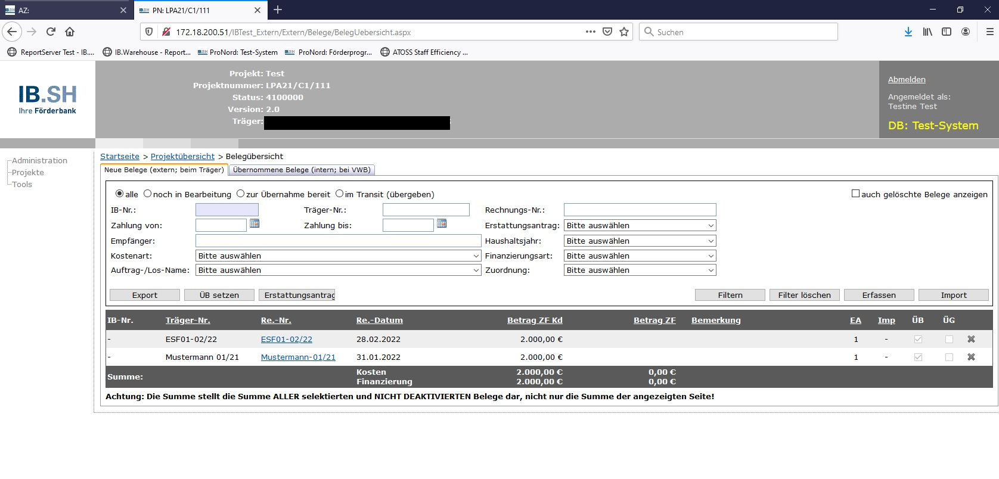 AZ:
PN: LPA21/C1/111
172.18.200.51/IBTest_Extern/Extern/Belege/BelegUebersicht.aspx
Suchen
ReportServer Test - IB.... IB.Warehouse - Report... ProNord: Test-System ProNord: Förderprogr... ATOSS Staff Efficiency ...
IB.SH
Ihre Förderbank
Projekt: Test
Projektnummer: LPA21/C1/111
Status: 4100000
Version: 2.0
Träger:
Abmelden
Angemeldet als:
Testine Test
DB: Test-System
Administration
Projekte
Tools
Startseite > Projektübersicht > Belegübersicht
Neue Belege (extern; beim Träger) Übernommene Belege (intern; bei VWB)
alle noch in Bearbeitung zur Übernahme bereit im Transit (übergeben) auch gelöschte Belege anzeigen
IB-Nr.: Träger-Nr.: Rechnungs-Nr.:
Zahlung von: Zahlung bis: Erstattungsantrag: Bitte auswählen
Empfänger: Haushaltsjahr: Bitte auswählen
Kostenart: Bitte auswählen Finanzierungsart: Bitte auswählen
Auftrag-/Los-Name: Bitte auswählen Zuordnung: Bitte auswählen
Export ÜB setzen Erstattungsantrag Filtern Filter löschen Erfassen Import
IB-Nr. Träger-Nr. Re.-Nr. Re.-Datum Betrag ZF Kd Betrag ZF Bemerkung EA Imp ÜB ÜG
- ESF01-02/22 ESF01-02/22 28.02.2022 2.000,00 € 1 -
- Mustermann 01/21 Mustermann-01/21 31.01.2022 2.000,00 € 1 -
Summe: Kosten 2.000,00 € 0,00 €
Finanzierung 2.000,00 € 0,00 €
Achtung: Die Summe stellt die Summe ALLER selektierten und NICHT DEAKTIVIERTEN Belege dar, nicht nur die Summe der angezeigten Seite!